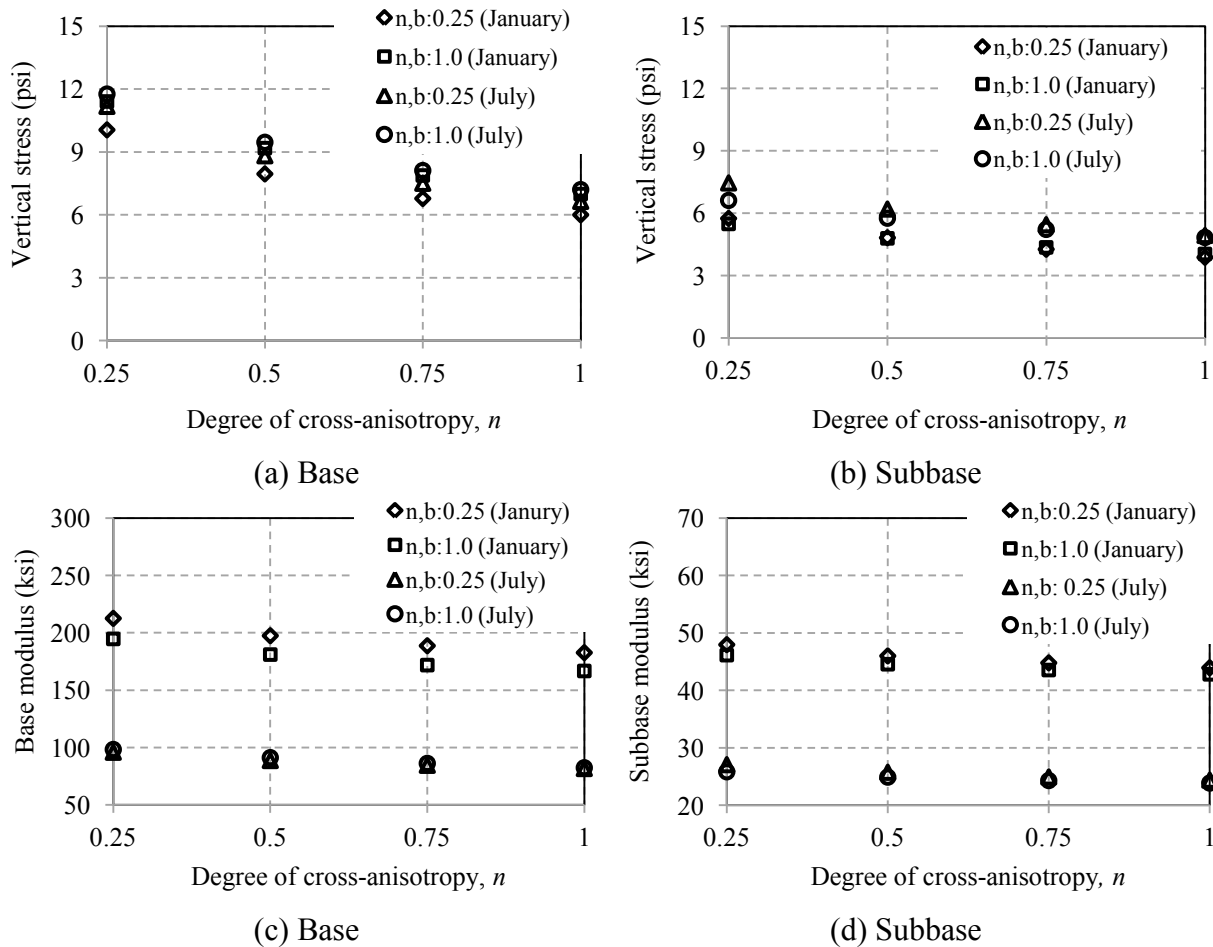 15
12
9
6
3
0
Vertical stress (psi)
n,b:0.25 (January)
n,b:1.0 (January)
n,b:0.25 (July)
n,b:1.0 (July)
0.25 0.5 0.75 1
Degree of cross-anisotropy, n
(a) Base
15
12
9
6
3
0
Vertical stress (psi)
n,b:0.25 (January)
n,b:1.0 (January)
n,b:0.25 (July)
n,b:1.0 (July)
0.25 0.5 0.75 1
Degree of cross-anisotropy, n
(b) Subbase
300
250
200
150
100
50
Base modulus (ksi)
n,b:0.25 (Janury)
n,b:1.0 (January)
n,b:0.25 (July)
n,b:1.0 (July)
0.25 0.5 0.75 1
Degree of cross-anisotropy, n
(c) Base
70
60
50
40
30
20
Subbase modulus (ksi)
n,b:0.25 (January)
n,b:1.0 (January)
n,b: 0.25 (July)
n,b:1.0 (July)
0.25 0.5 0.75 1
Degree of cross-anisotropy, n
(d) Subbase